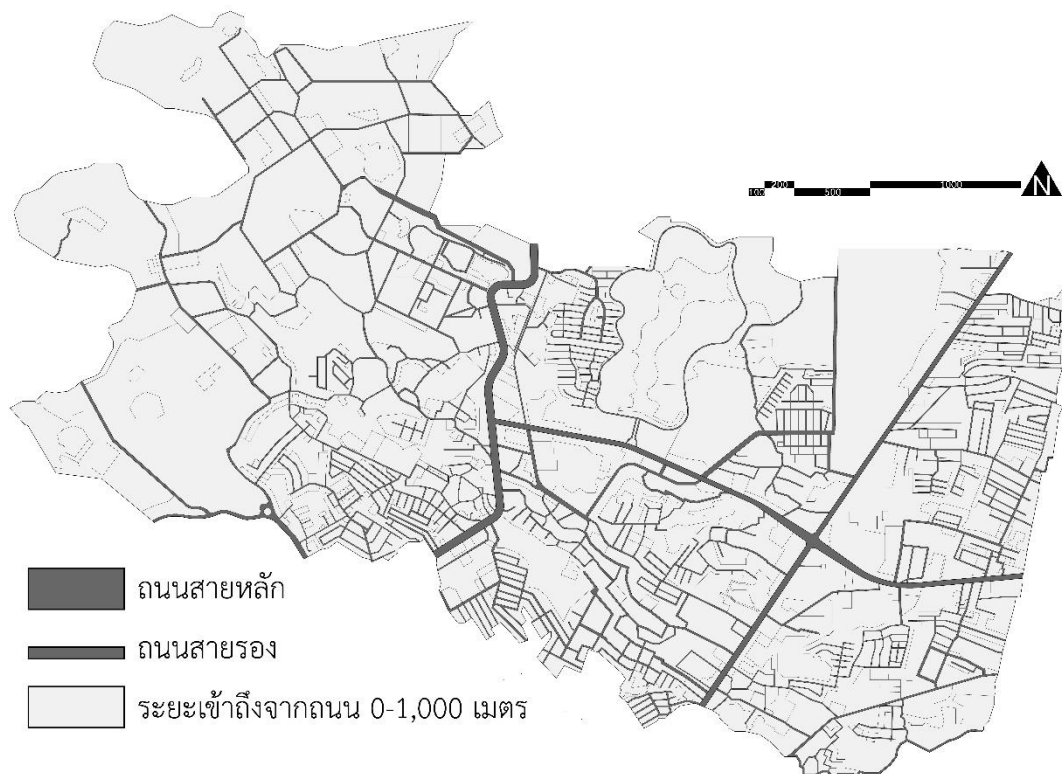 200 1000
100 500 N
ถนนสายหลัก
ถนนสายรอง
ระยะเข้าถึงจากถนน 0-1,000 เมตร